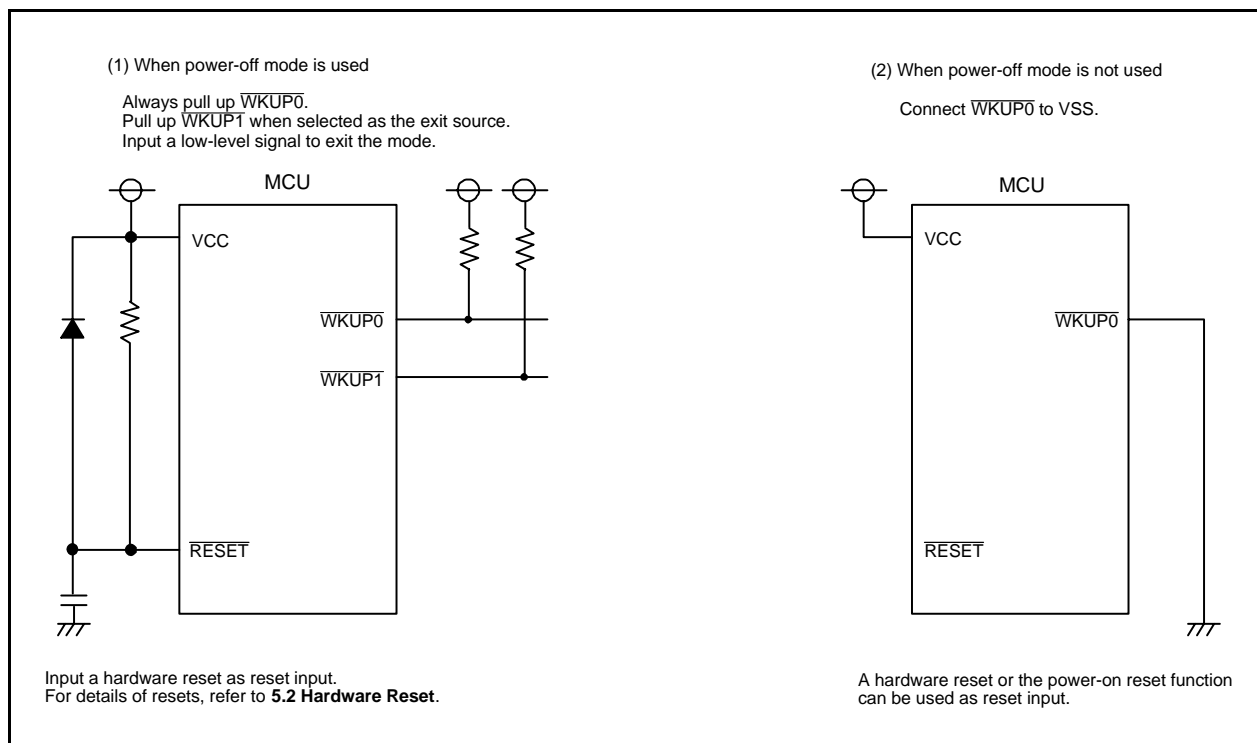 (1) When power-off mode is used
Always pull up WKUP0.
Pull up WKUP1 when selected as the exit source.
Input a low-level signal to exit the mode.
MCU
VCC
WKUP0
WKUP1
RESET
Input a hardware reset as reset input.
For details of resets, refer to 5.2 Hardware Reset.
(2) When power-off mode is not used
Connect WKUP0 to VSS.
MCU
VCC
WKUP0
RESET
A hardware reset or the power-on reset function
can be used as reset input.